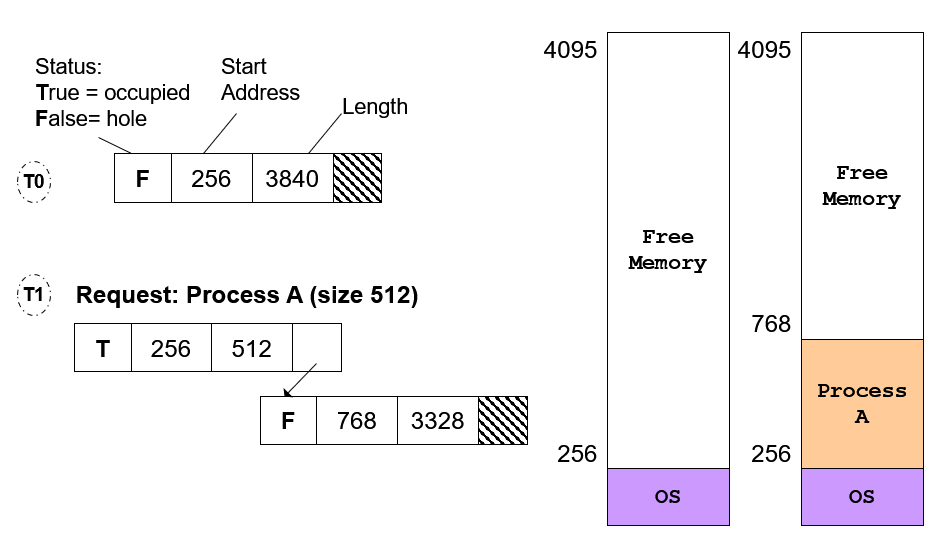 Status:
True = occupied
False= hole
Start
Address
Length
T0
F 256 3840
T1
Request: Process A (size 512)
T 256 512
F 768 3328
4095
Free
Memory
256
OS
4095
Free
Memory
768
Process
A
256
OS